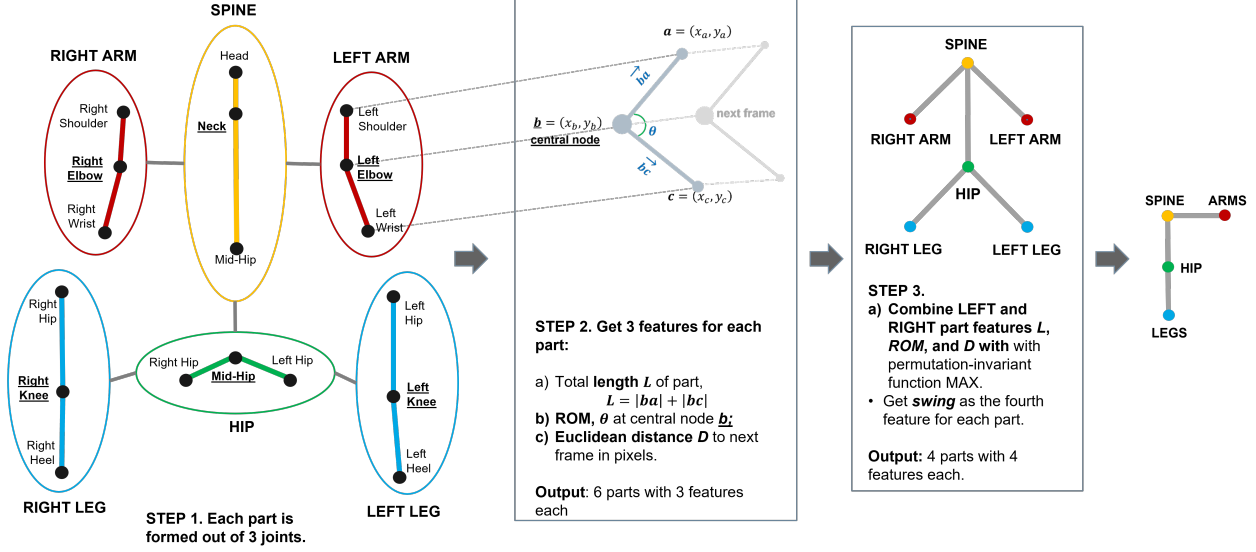 SPINE
RIGHT ARM
LEFT ARM
Head
Right
Shoulder
Neck
Left
Shoulder
Right
Elbow
Left
Elbow
Right
Wrist
Left
Wrist
Mid-Hip
Right
Hip
Left
Hip
Right Hip
Left Hip
Mid-Hip
Right
Knee
Left
Knee
HIP
Right
Heel
Left
Heel
RIGHT LEG
LEFT LEG
STEP 1. Each part is
formed out of 3 joints.
a = (x_a, y_a)
ba
b = (x_b, y_b)
central node
θ
next frame
bc
c = (x_c, y_c)
STEP 2. Get 3 features for each
part:
a) Total length L of part,
L = |ba| + |bc|
b) ROM, θ at central node b;
c) Euclidean distance D to next
frame in pixels.
Output: 6 parts with 3 features
each
SPINE
RIGHT ARM
LEFT ARM
HIP
RIGHT LEG
LEFT LEG
STEP 3.
a) Combine LEFT and
RIGHT part features L,
ROM, and D with with
permutation-invariant
function MAX.
• Get swing as the fourth
feature for each part.
Output: 4 parts with 4
features each.
SPINE
ARMS
HIP
LEGS